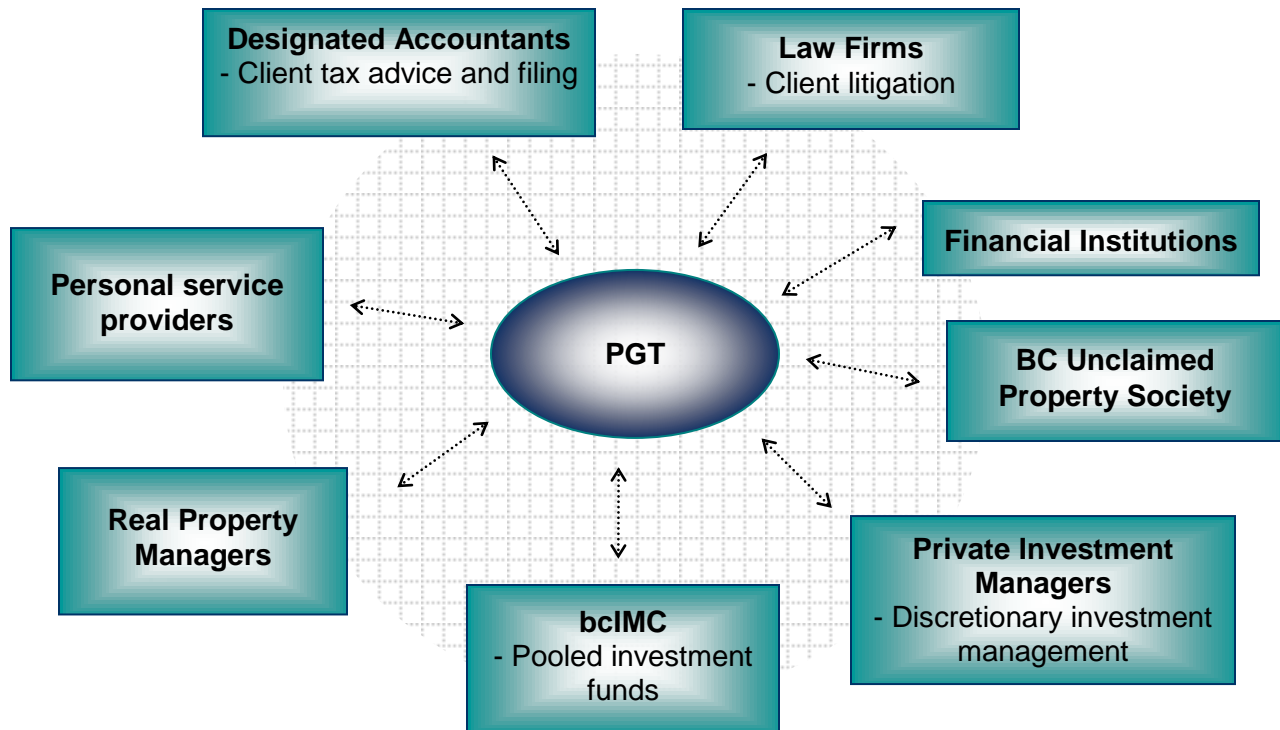 Designated Accountants
- Client tax advice and filing
Law Firms
- Client litigation
Financial Institutions
Personal service
providers
PGT
BC Unclaimed
Property Society
Real Property
Managers
bcIMC
- Pooled investment
funds
Private Investment
Managers
- Discretionary investment
management